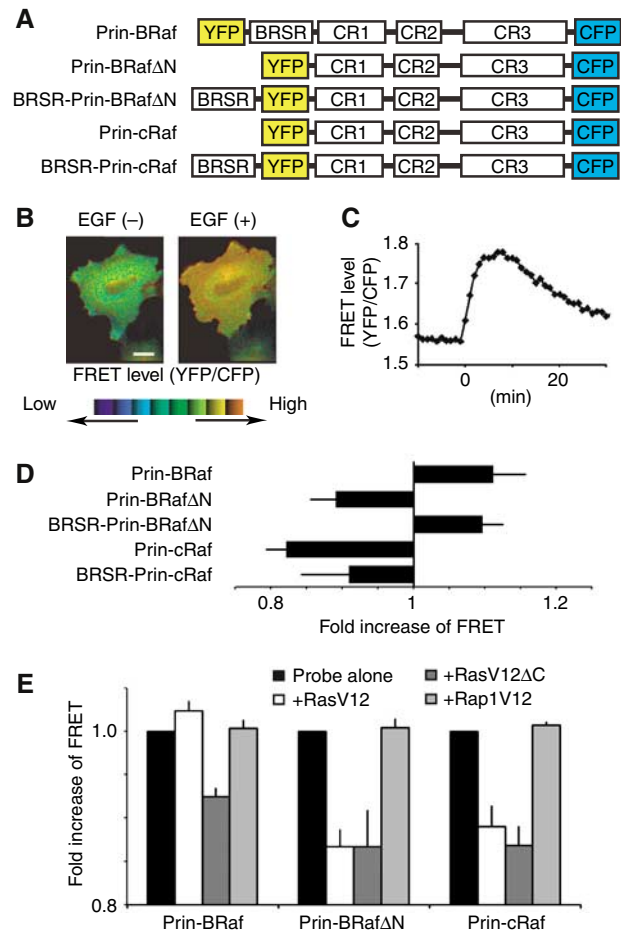 A
Prin-BRaf YFP BRSR CR1 CR2 CR3 CFP
Prin-BRafΔN YFP CR1 CR2 CR3 CFP
BRSR-Prin-BRafΔN BRSR YFP CR1 CR2 CR3 CFP
Prin-cRaf YFP CR1 CR2 CR3 CFP
BRSR-Prin-cRaf BRSR YFP CR1 CR2 CR3 CFP
B
EGF (–) EGF (+)
FRET level (YFP/CFP)
Low High
C
FRET level
(YFP/CFP)
1.8
1.7
1.6
1.5
0 20
(min)
D
Prin-BRaf
Prin-BRafΔN
BRSR-Prin-BRafΔN
Prin-cRaf
BRSR-Prin-cRaf
0.8 1 1.2
Fold increase of FRET
E
Probe alone +RasV12ΔC
+RasV12 +Rap1V12
Fold increase of FRET
1.0
0.8
Prin-BRaf Prin-BRafΔN Prin-cRaf